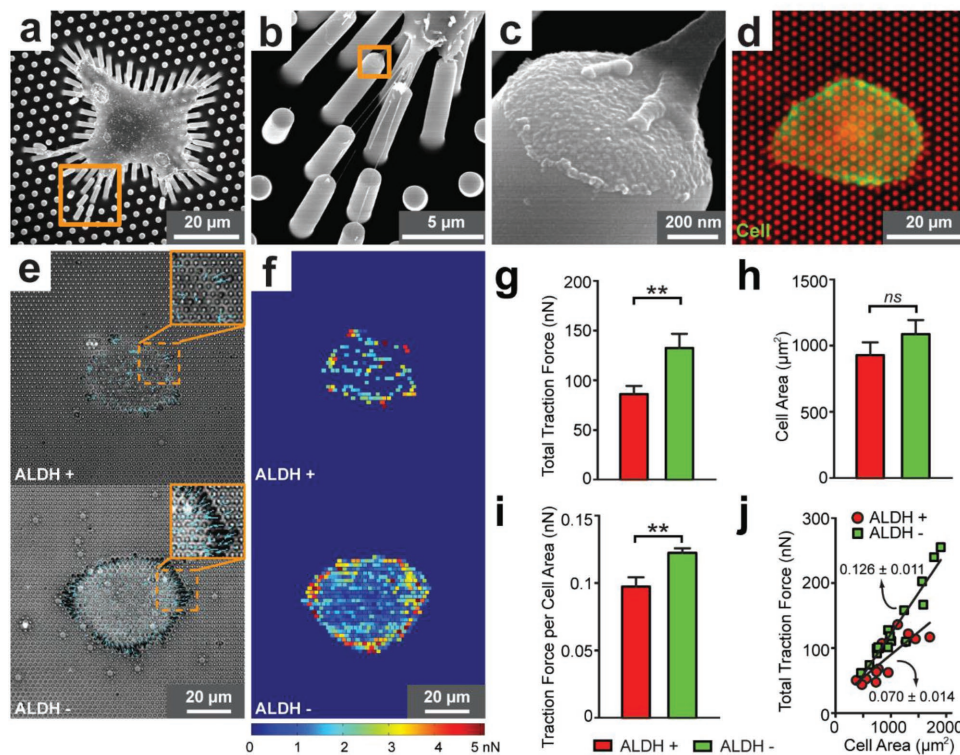 a
20 µm
b
5 µm
c
200 nm
d
Cell
20 µm
e
ALDH +
ALDH -
20 µm
f
ALDH +
ALDH -
20 µm
0 1 2 3 4 5 nN
g
Total Traction Force (nN)
200
150
100
50
0
**
h
Cell Area (µm²)
1500
1000
500
0
ns
i
Traction Force per Cell Area (nN)
0.15
0.1
0.05
0
**
ALDH + ALDH -
j
ALDH +
ALDH -
Total Traction Force (nN)
300
200
100
0
0.126 ± 0.011
0.070 ± 0.014
0 1000 2000
Cell Area (µm²)